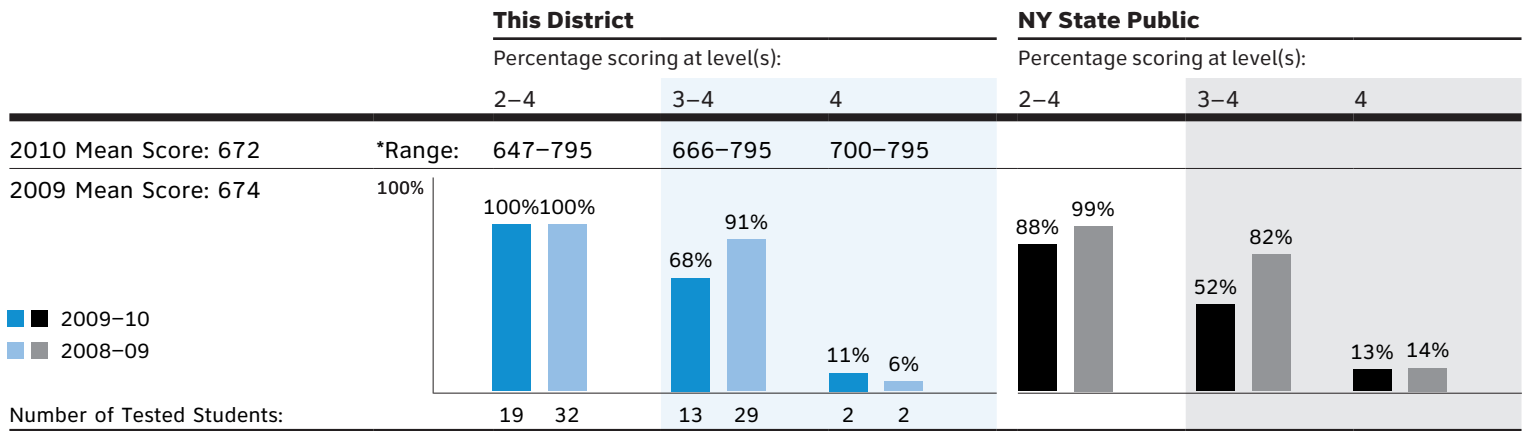 This District NY State Public
Percentage scoring at level(s): Percentage scoring at level(s):
2–4 3–4 4 2–4 3–4 4
2010 Mean Score: 672 *Range: 647–795 666–795 700–795
2009 Mean Score: 674 100%
100% 100% 68% 91% 11% 6% 88% 99% 52% 82% 13% 14%
2009–10
2008–09
Number of Tested Students: 19 32 13 29 2 2